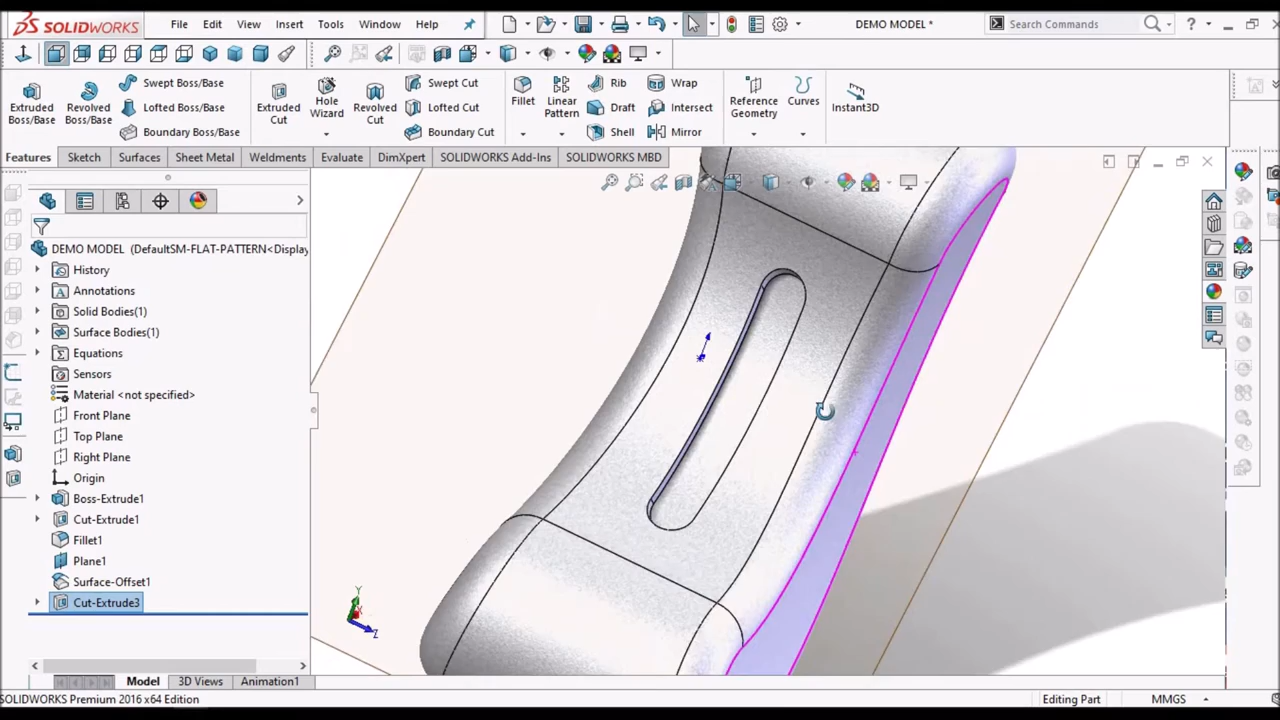 SOLIDWORKS File Edit View Insert Tools Window Help DEMO MODEL * Search Commands ?
Extruded Boss/Base
Revolved Boss/Base
Swept Boss/Base
Lofted Boss/Base
Boundary Boss/Base
Extruded Cut
Hole Wizard
Revolved Cut
Swept Cut
Lofted Cut
Boundary Cut
Fillet
Linear Pattern
Rib
Draft
Shell
Wrap
Intersect
Mirror
Reference Geometry
Curves
Instant3D
Features Sketch Surfaces Sheet Metal Weldments Evaluate DimXpert SOLIDWORKS Add-Ins SOLIDWORKS MBD
DEMO MODEL (DefaultSM-FLAT-PATTERN<Display
History
Annotations
Solid Bodies(1)
Surface Bodies(1)
Equations
Sensors
Material <not specified>
Front Plane
Top Plane
Right Plane
Origin
Boss-Extrude1
Cut-Extrude1
Fillet1
Plane1
Surface-Offset1
Cut-Extrude3
Y
X
Z
Model 3D Views Animation1
SOLIDWORKS Premium 2016 x64 Edition Editing Part MMGS